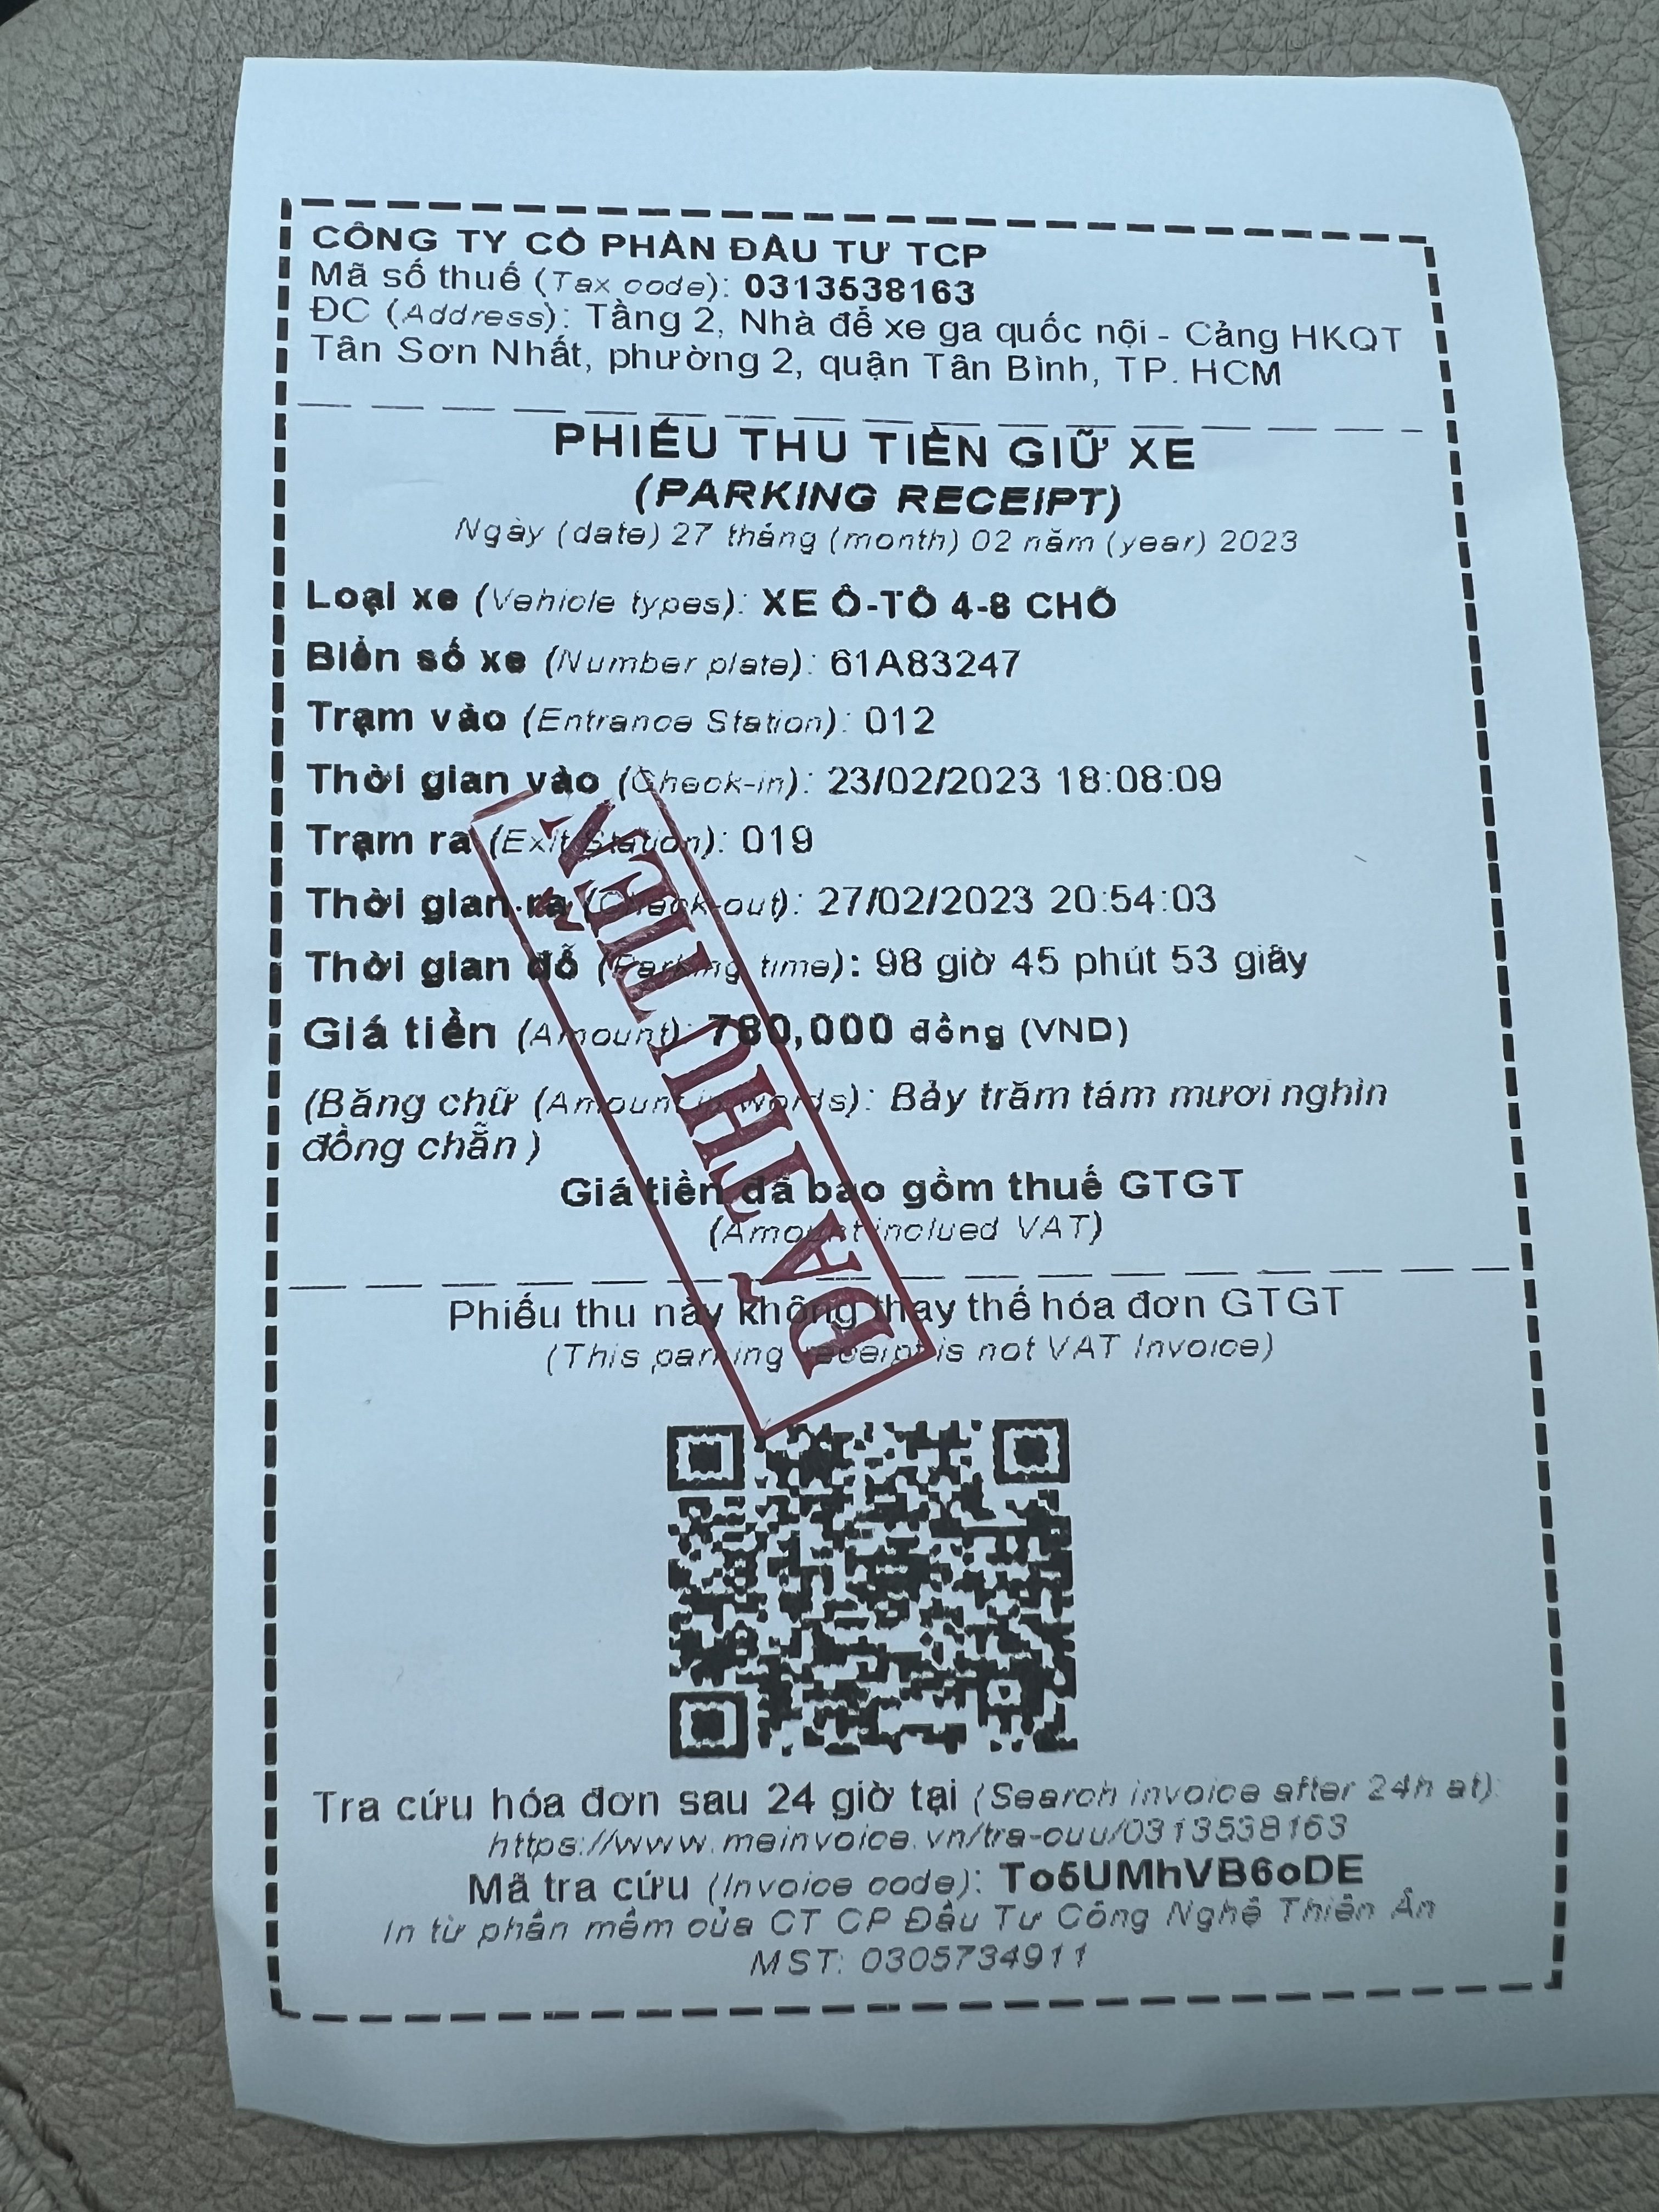 CÔNG TY CỔ PHẦN ĐẦU TƯ TCP
Mã số thuế (Tax code): 0313538163
ĐC (Address): Tầng 2, Nhà để xe ga quốc nội - Cảng HKQT
Tân Sơn Nhất, phường 2, quận Tân Bình, TP. HCM
PHIẾU THU TIỀN GIỮ XE
(PARKING RECEIPT)
Ngày (date) 27 tháng (month) 02 năm (year) 2023
Loại xe (Vehicle types): XE Ô-TÔ 4-8 CHỖ
Biển số xe (Number plate): 61A83247
Trạm vào (Entrance Station): 012
Thời gian vào (Check-in): 23/02/2023 18:08:09
Trạm ra (Exit Station): 019
Thời gian ra (Check-out): 27/02/2023 20:54:03
Thời gian đỗ (Parking time): 98 giờ 45 phút 53 giây
Giá tiền (Amount): 780,000 đồng (VND)
(Bằng chữ (Amount in words): Bảy trăm tám mươi nghìn
đồng chẵn )
Giá tiền đã bao gồm thuế GTGT
(Amount inclued VAT)
Phiếu thu này không thay thế hóa đơn GTGT
(This parking receipt is not VAT Invoice)
ĐÃ THU TIỀN
Tra cứu hóa đơn sau 24 giờ tại (Search invoice after 24h at):
https://www.meinvoice.vn/tra-cuu/0313538163
Mã tra cứu (Invoice code): To5UMhVB6oDE
In từ phần mềm của CT CP Đầu Tư Công Nghệ Thiên Ân
MST: 0305734911